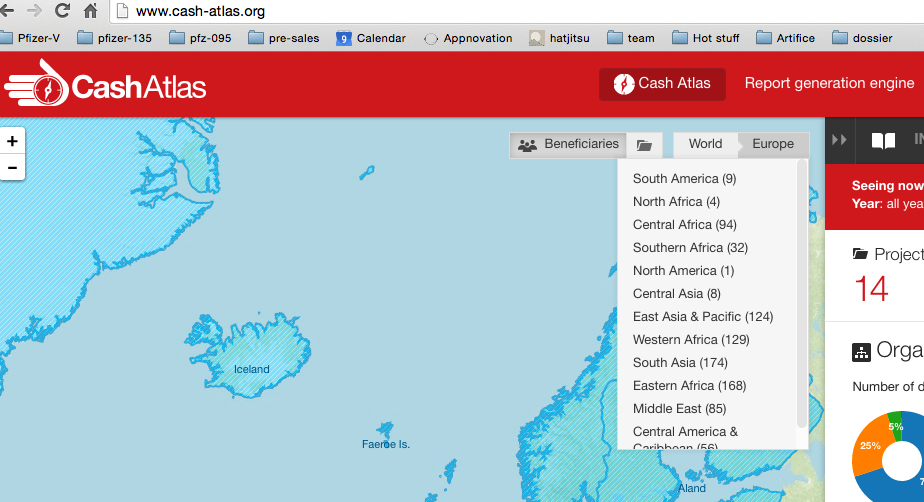 www.cash-atlas.org
Pfizer-V
pfizer-135
pfz-095
pre-sales
9 Calendar
Appnovation
hatjitsu
team
Hot stuff
Artifice
dossier
CashAtlas
Cash Atlas
Report generation engine
+
-
Beneficiaries
World
Europe
South America (9)
North Africa (4)
Central Africa (94)
Southern Africa (32)
North America (1)
Central Asia (8)
East Asia & Pacific (124)
Western Africa (129)
South Asia (174)
Eastern Africa (168)
Middle East (85)
Central America &
Caribbean (56)
Iceland
Faeroe Is.
Aland
IN
Seeing now
Year: all yea
Project
14
Orga
Number of d
5%
25%